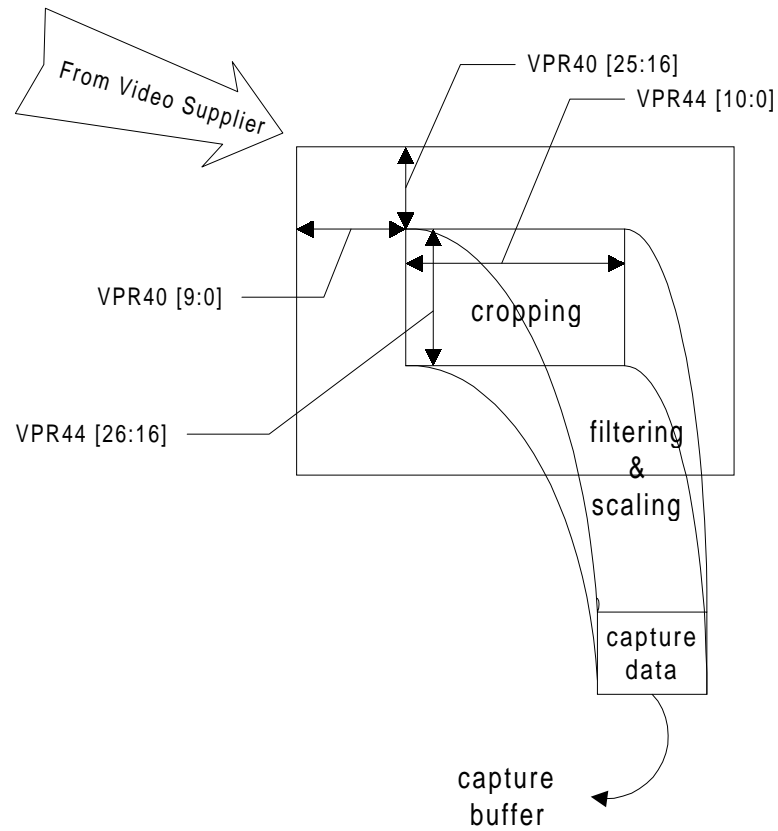 From Video Supplier
VPR40 [25:16]
VPR44 [10:0]
VPR40 [9:0]
cropping
VPR44 [26:16]
filtering
&
scaling
capture
data
capture
buffer